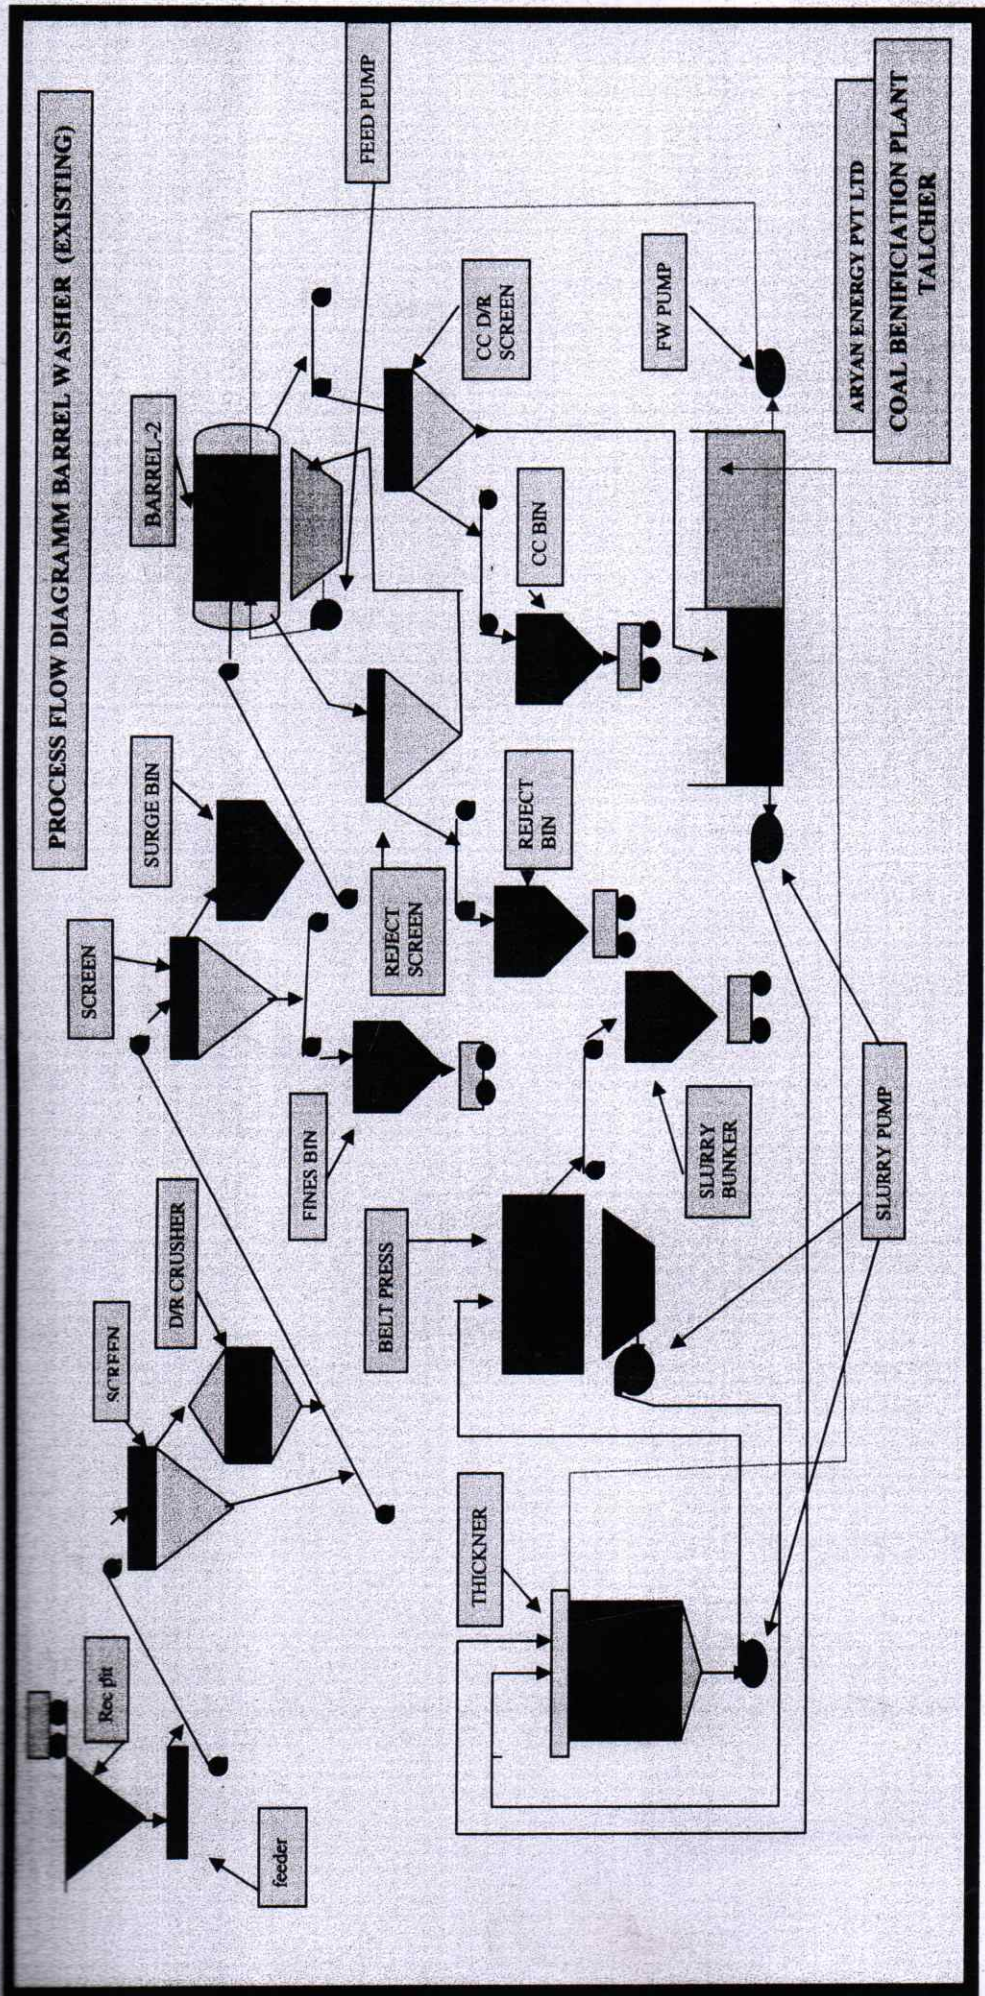 PROCESS FLOW DIAGRAMM BARREL WASHER (EXISTING)
Rec pit
feeder
SCREEN
D/R CRUSHER
SCREEN
SURGE BIN
BARREL-2
FEED PUMP
FINES BIN
REJECT
SCREEN
REJECT
BIN
CC BIN
CC D/R
SCREEN
FW PUMP
THICKNER
BELT PRESS
SLURRY
BUNKER
SLURRY PUMP
ARYAN ENERGY PVT LTD
COAL BENIFICIATION PLANT
TALCHER